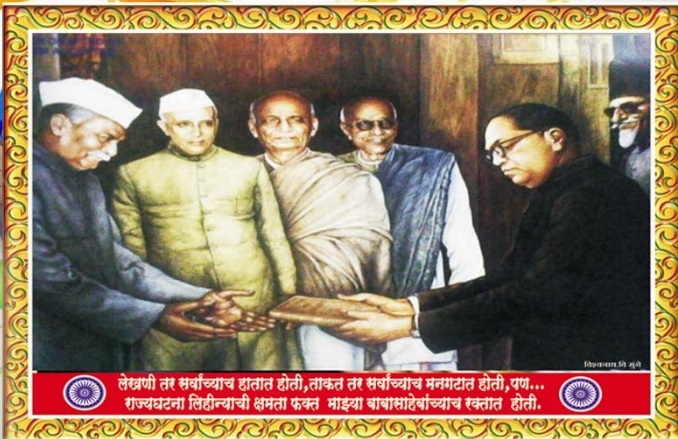 विश्वनाथ.वि मुंगे
लेखणी तर सर्वांच्याच हातात होती,ताकत तर सर्वांच्याच मनगटात होती,पण...
राज्यघटना लिहीन्याची क्षमता फक्त माझ्या बाबासाहेबांच्याच रक्तात होती.